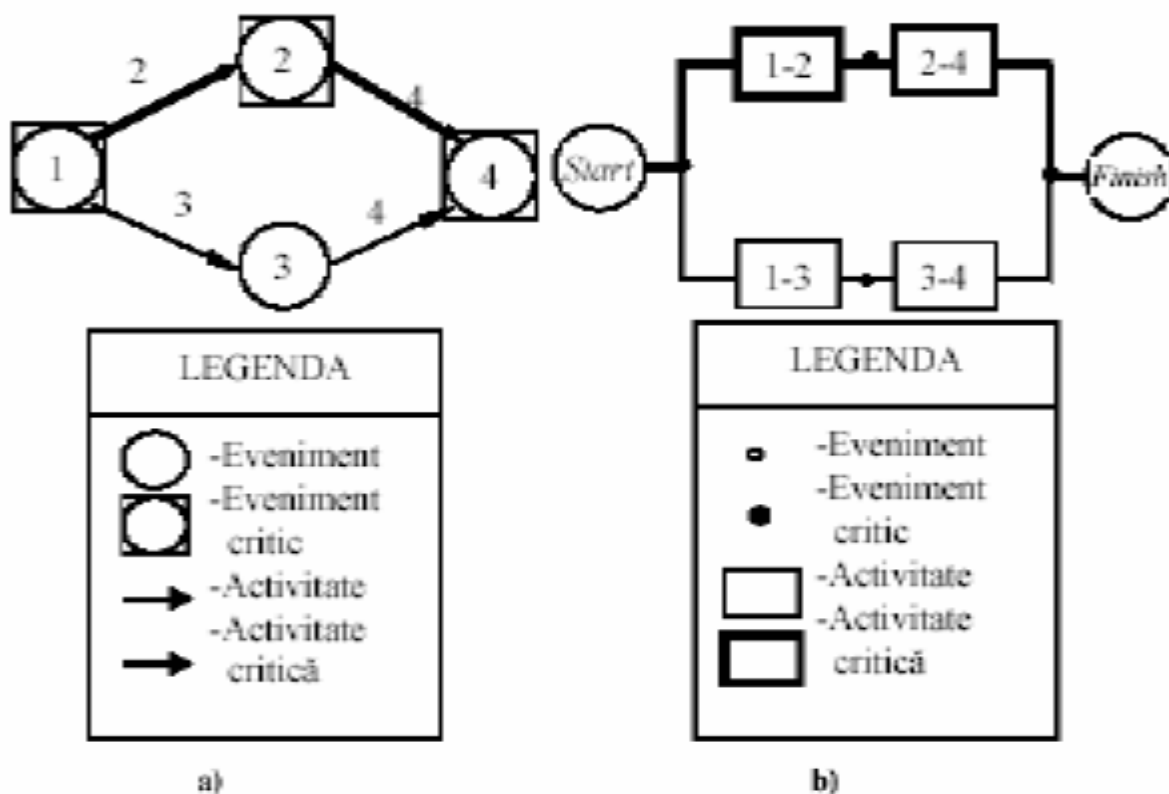 2
2
4
1
4
3
4
3
1-2
2-4
Start
Finish
1-3
3-4
LEGENDA
-Eveniment
-Eveniment
critic
-Activitate
-Activitate
critică
a)
LEGENDA
-Eveniment
-Eveniment
critic
-Activitate
-Activitate
critică
b)